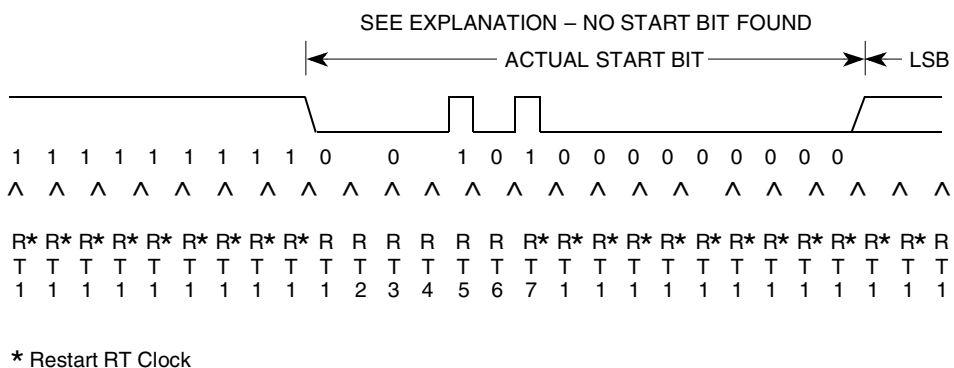 SEE EXPLANATION – NO START BIT FOUND
ACTUAL START BIT LSB
1 1 1 1 1 1 1 1 1 0 0 1 0 1 0 0 0 0 0 0 0 0 0
^ ^ ^ ^ ^ ^ ^ ^ ^ ^ ^ ^ ^ ^ ^ ^ ^ ^ ^ ^ ^ ^ ^
R* R* R* R* R* R* R* R* R* R R R R R R R* R* R* R* R* R* R* R* R* R* R* R* R
T T T T T T T T T T T T T T T T T T T T T T T T T T T T
1 1 1 1 1 1 1 1 1 1 2 3 4 5 6 7 1 1 1 1 1 1 1 1 1 1 1 1
* Restart RT Clock